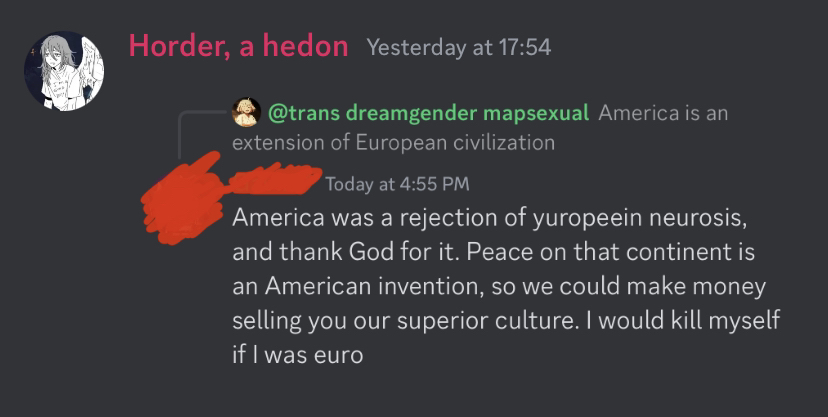 Horder, a hedon Yesterday at 17:54
@trans dreamgender mapsexual America is an
extension of European civilization
Today at 4:55 PM
America was a rejection of yuropeein neurosis,
and thank God for it. Peace on that continent is
an American invention, so we could make money
selling you our superior culture. I would kill myself
if I was euro